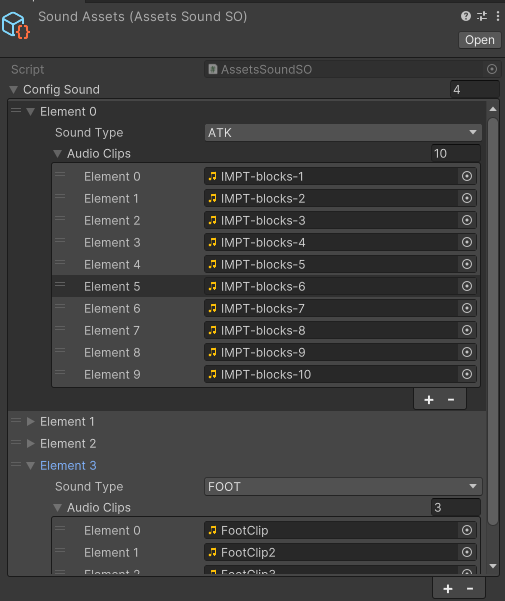 Sound Assets (Assets Sound SO)
Open
Script AssetsSoundSO
Config Sound 4
Element 0
Sound Type ATK
Audio Clips 10
Element 0 IMPT-blocks-1
Element 1 IMPT-blocks-2
Element 2 IMPT-blocks-3
Element 3 IMPT-blocks-4
Element 4 IMPT-blocks-5
Element 5 IMPT-blocks-6
Element 6 IMPT-blocks-7
Element 7 IMPT-blocks-8
Element 8 IMPT-blocks-9
Element 9 IMPT-blocks-10
+ -
Element 1
Element 2
Element 3
Sound Type FOOT
Audio Clips 3
Element 0 FootClip
Element 1 FootClip2
Element 2 FootClip3
+ -